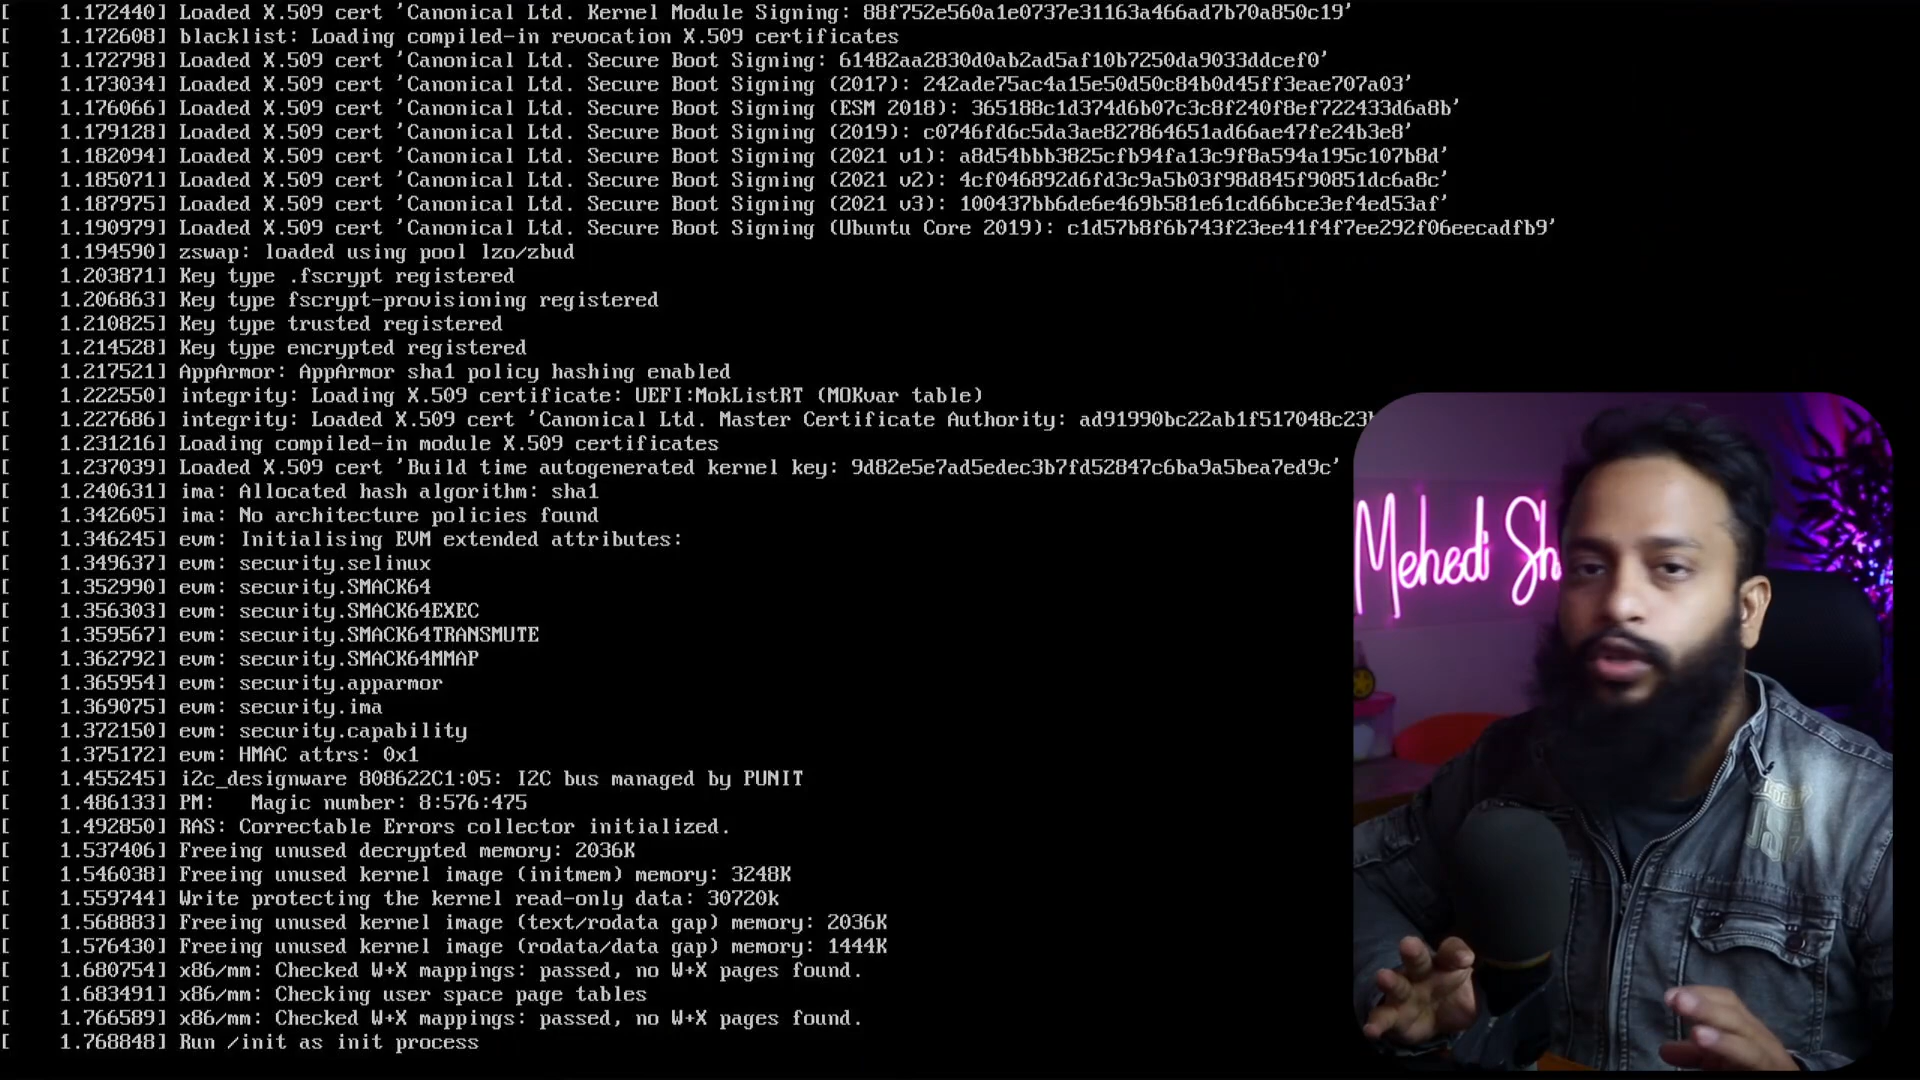 [    1.172440] Loaded X.509 cert 'Canonical Ltd. Kernel Module Signing: 88f752e560a1e0737e31163a466ad7b70a850c19'
[    1.172608] blacklist: Loading compiled-in revocation X.509 certificates
[    1.172798] Loaded X.509 cert 'Canonical Ltd. Secure Boot Signing: 61482aa2830d0ab2ad5af10b7250da9033ddcef0'
[    1.173034] Loaded X.509 cert 'Canonical Ltd. Secure Boot Signing (2017): 242ade75ac4a15e50d50c84b0d45ff3eae707a03'
[    1.176066] Loaded X.509 cert 'Canonical Ltd. Secure Boot Signing (ESM 2018): 365188c1d374d6b07c3c8f240f8ef722433d6a8b'
[    1.179128] Loaded X.509 cert 'Canonical Ltd. Secure Boot Signing (2019): c0746fd6c5da3ae827864651ad66ae47fe24b3e8'
[    1.182094] Loaded X.509 cert 'Canonical Ltd. Secure Boot Signing (2021 v1): a8d54bbb3825cfb94fa13c9f8a594a195c107b8d'
[    1.185071] Loaded X.509 cert 'Canonical Ltd. Secure Boot Signing (2021 v2): 4cf046892d6fd3c9a5b03f98d845f90851dc6a8c'
[    1.187975] Loaded X.509 cert 'Canonical Ltd. Secure Boot Signing (2021 v3): 100437bb6de6e469b581e61cd66bce3ef4ed53af'
[    1.190979] Loaded X.509 cert 'Canonical Ltd. Secure Boot Signing (Ubuntu Core 2019): c1d57b8f6b743f23ee41f4f7ee292f06eecadfb9'
[    1.194590] zswap: loaded using pool lzo/zbud
[    1.203871] Key type .fscrypt registered
[    1.206863] Key type fscrypt-provisioning registered
[    1.210825] Key type trusted registered
[    1.214528] Key type encrypted registered
[    1.217521] AppArmor: AppArmor sha1 policy hashing enabled
[    1.222550] integrity: Loading X.509 certificate: UEFI:MokListRT (MOKvar table)
[    1.227686] integrity: Loaded X.509 cert 'Canonical Ltd. Master Certificate Authority: ad91990bc22ab1f517048c23
[    1.231216] Loading compiled-in module X.509 certificates
[    1.237039] Loaded X.509 cert 'Build time autogenerated kernel key: 9d82e5e7ad5edec3b7fd52847c6ba9a5bea7ed9c'
[    1.240631] ima: Allocated hash algorithm: sha1
[    1.342605] ima: No architecture policies found
[    1.346245] evm: Initialising EVM extended attributes:
[    1.349637] evm: security.selinux
[    1.352990] evm: security.SMACK64
[    1.356303] evm: security.SMACK64EXEC
[    1.359567] evm: security.SMACK64TRANSMUTE
[    1.362792] evm: security.SMACK64MMAP
[    1.365954] evm: security.apparmor
[    1.369075] evm: security.ima
[    1.372150] evm: security.capability
[    1.375172] evm: HMAC attrs: 0x1
[    1.455245] i2c_designware 808622C1:05: I2C bus managed by PUNIT
[    1.486133] PM:   Magic number: 8:576:475
[    1.492850] RAS: Correctable Errors collector initialized.
[    1.537406] Freeing unused decrypted memory: 2036K
[    1.546038] Freeing unused kernel image (initmem) memory: 3248K
[    1.559744] Write protecting the kernel read-only data: 30720k
[    1.568883] Freeing unused kernel image (text/rodata gap) memory: 2036K
[    1.576430] Freeing unused kernel image (rodata/data gap) memory: 1444K
[    1.680754] x86/mm: Checked W+X mappings: passed, no W+X pages found.
[    1.683491] x86/mm: Checking user space page tables
[    1.766589] x86/mm: Checked W+X mappings: passed, no W+X pages found.
[    1.768848] Run /init as init process
Mehedi Sh